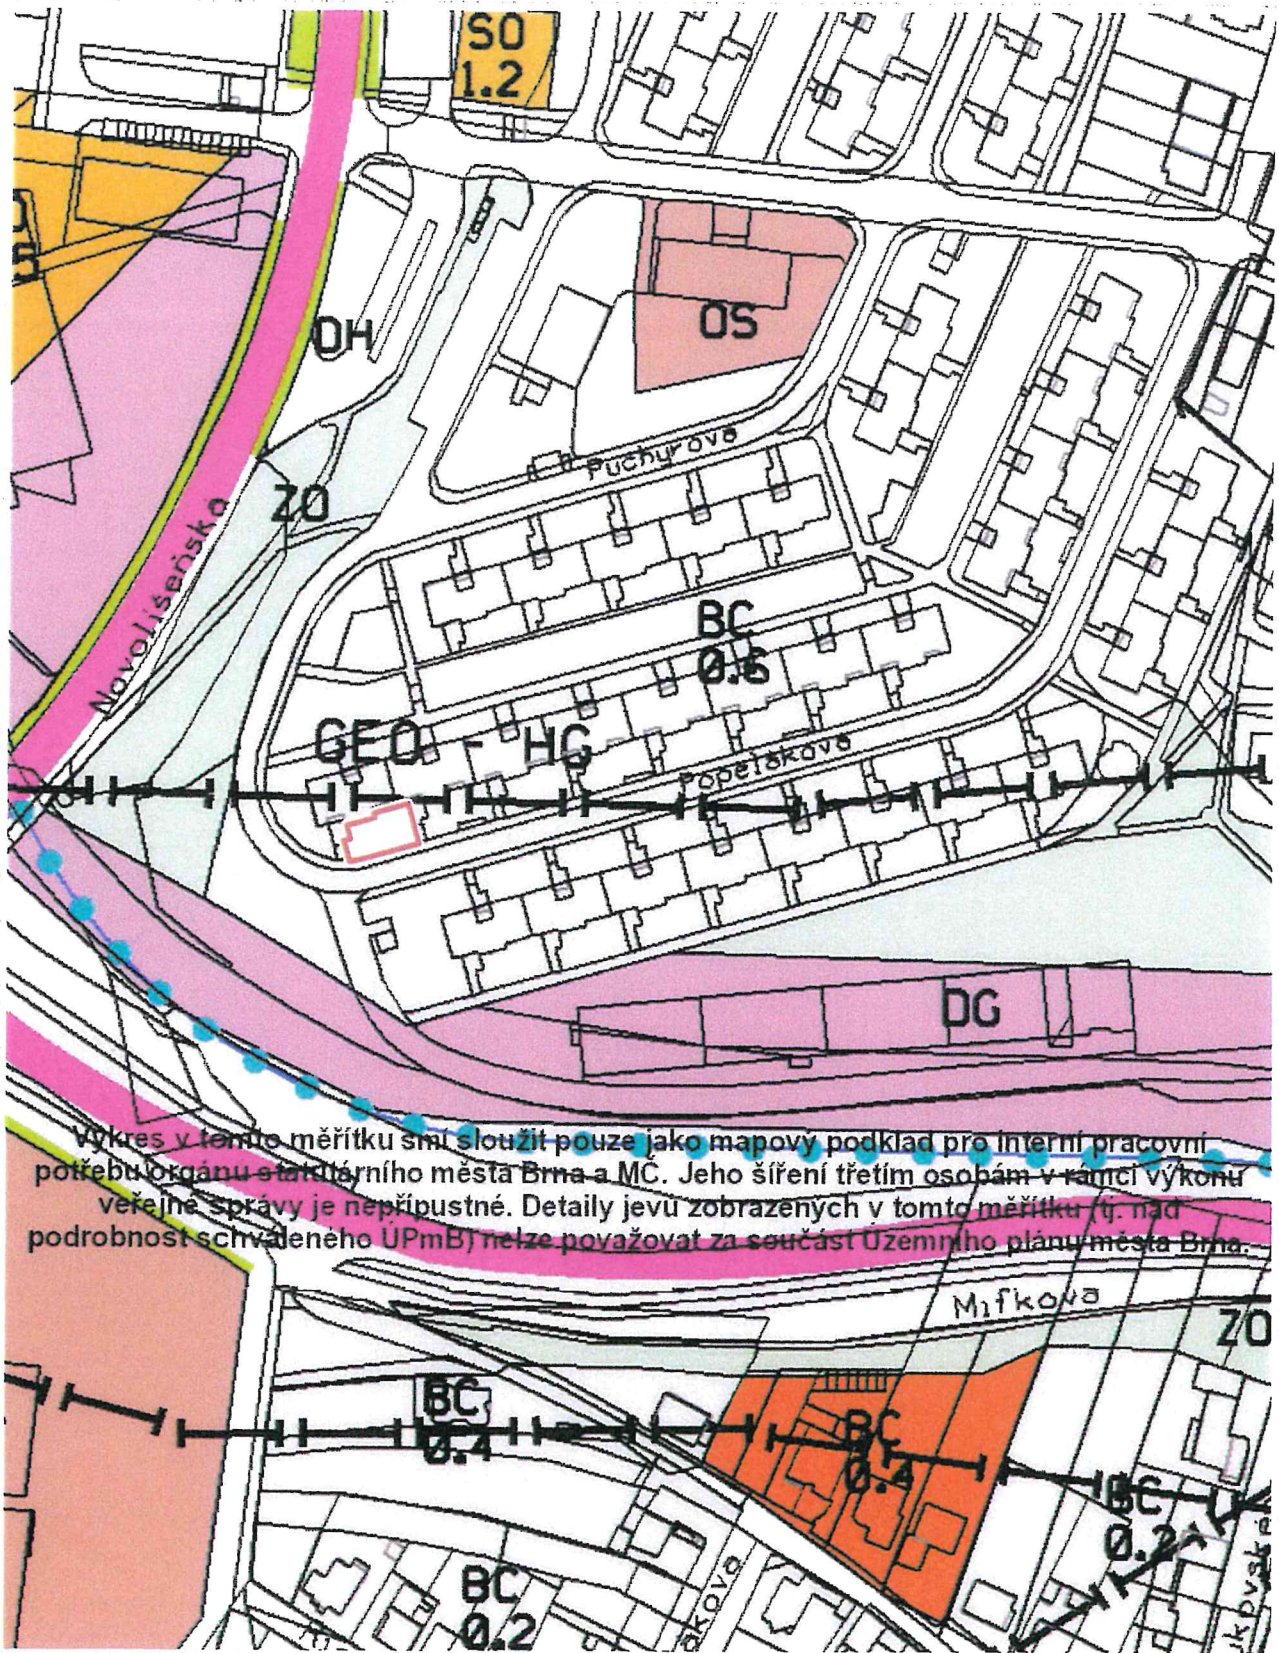 SO
1.2
OH
OS
Puchýrova
ZO
Novolíšeňská
BC
0.6
GEO - HG
Popelákova
DG
Výkres v tomto měřítku smí sloužit pouze jako mapový podklad pro interní pracovní
potřebu orgánu statutárního města Brna a MČ. Jeho šíření třetím osobám v rámci výkonu
veřejné správy je nepřípustné. Detaily jevů zobrazených v tomto měřítku (tj. nad
podrobnost schváleného ÚPmB) nelze považovat za součást Územního plánu města Brna.
Mifkova
ZO
BC
0.4
BC
0.4
BC
0.2
BC
0.2